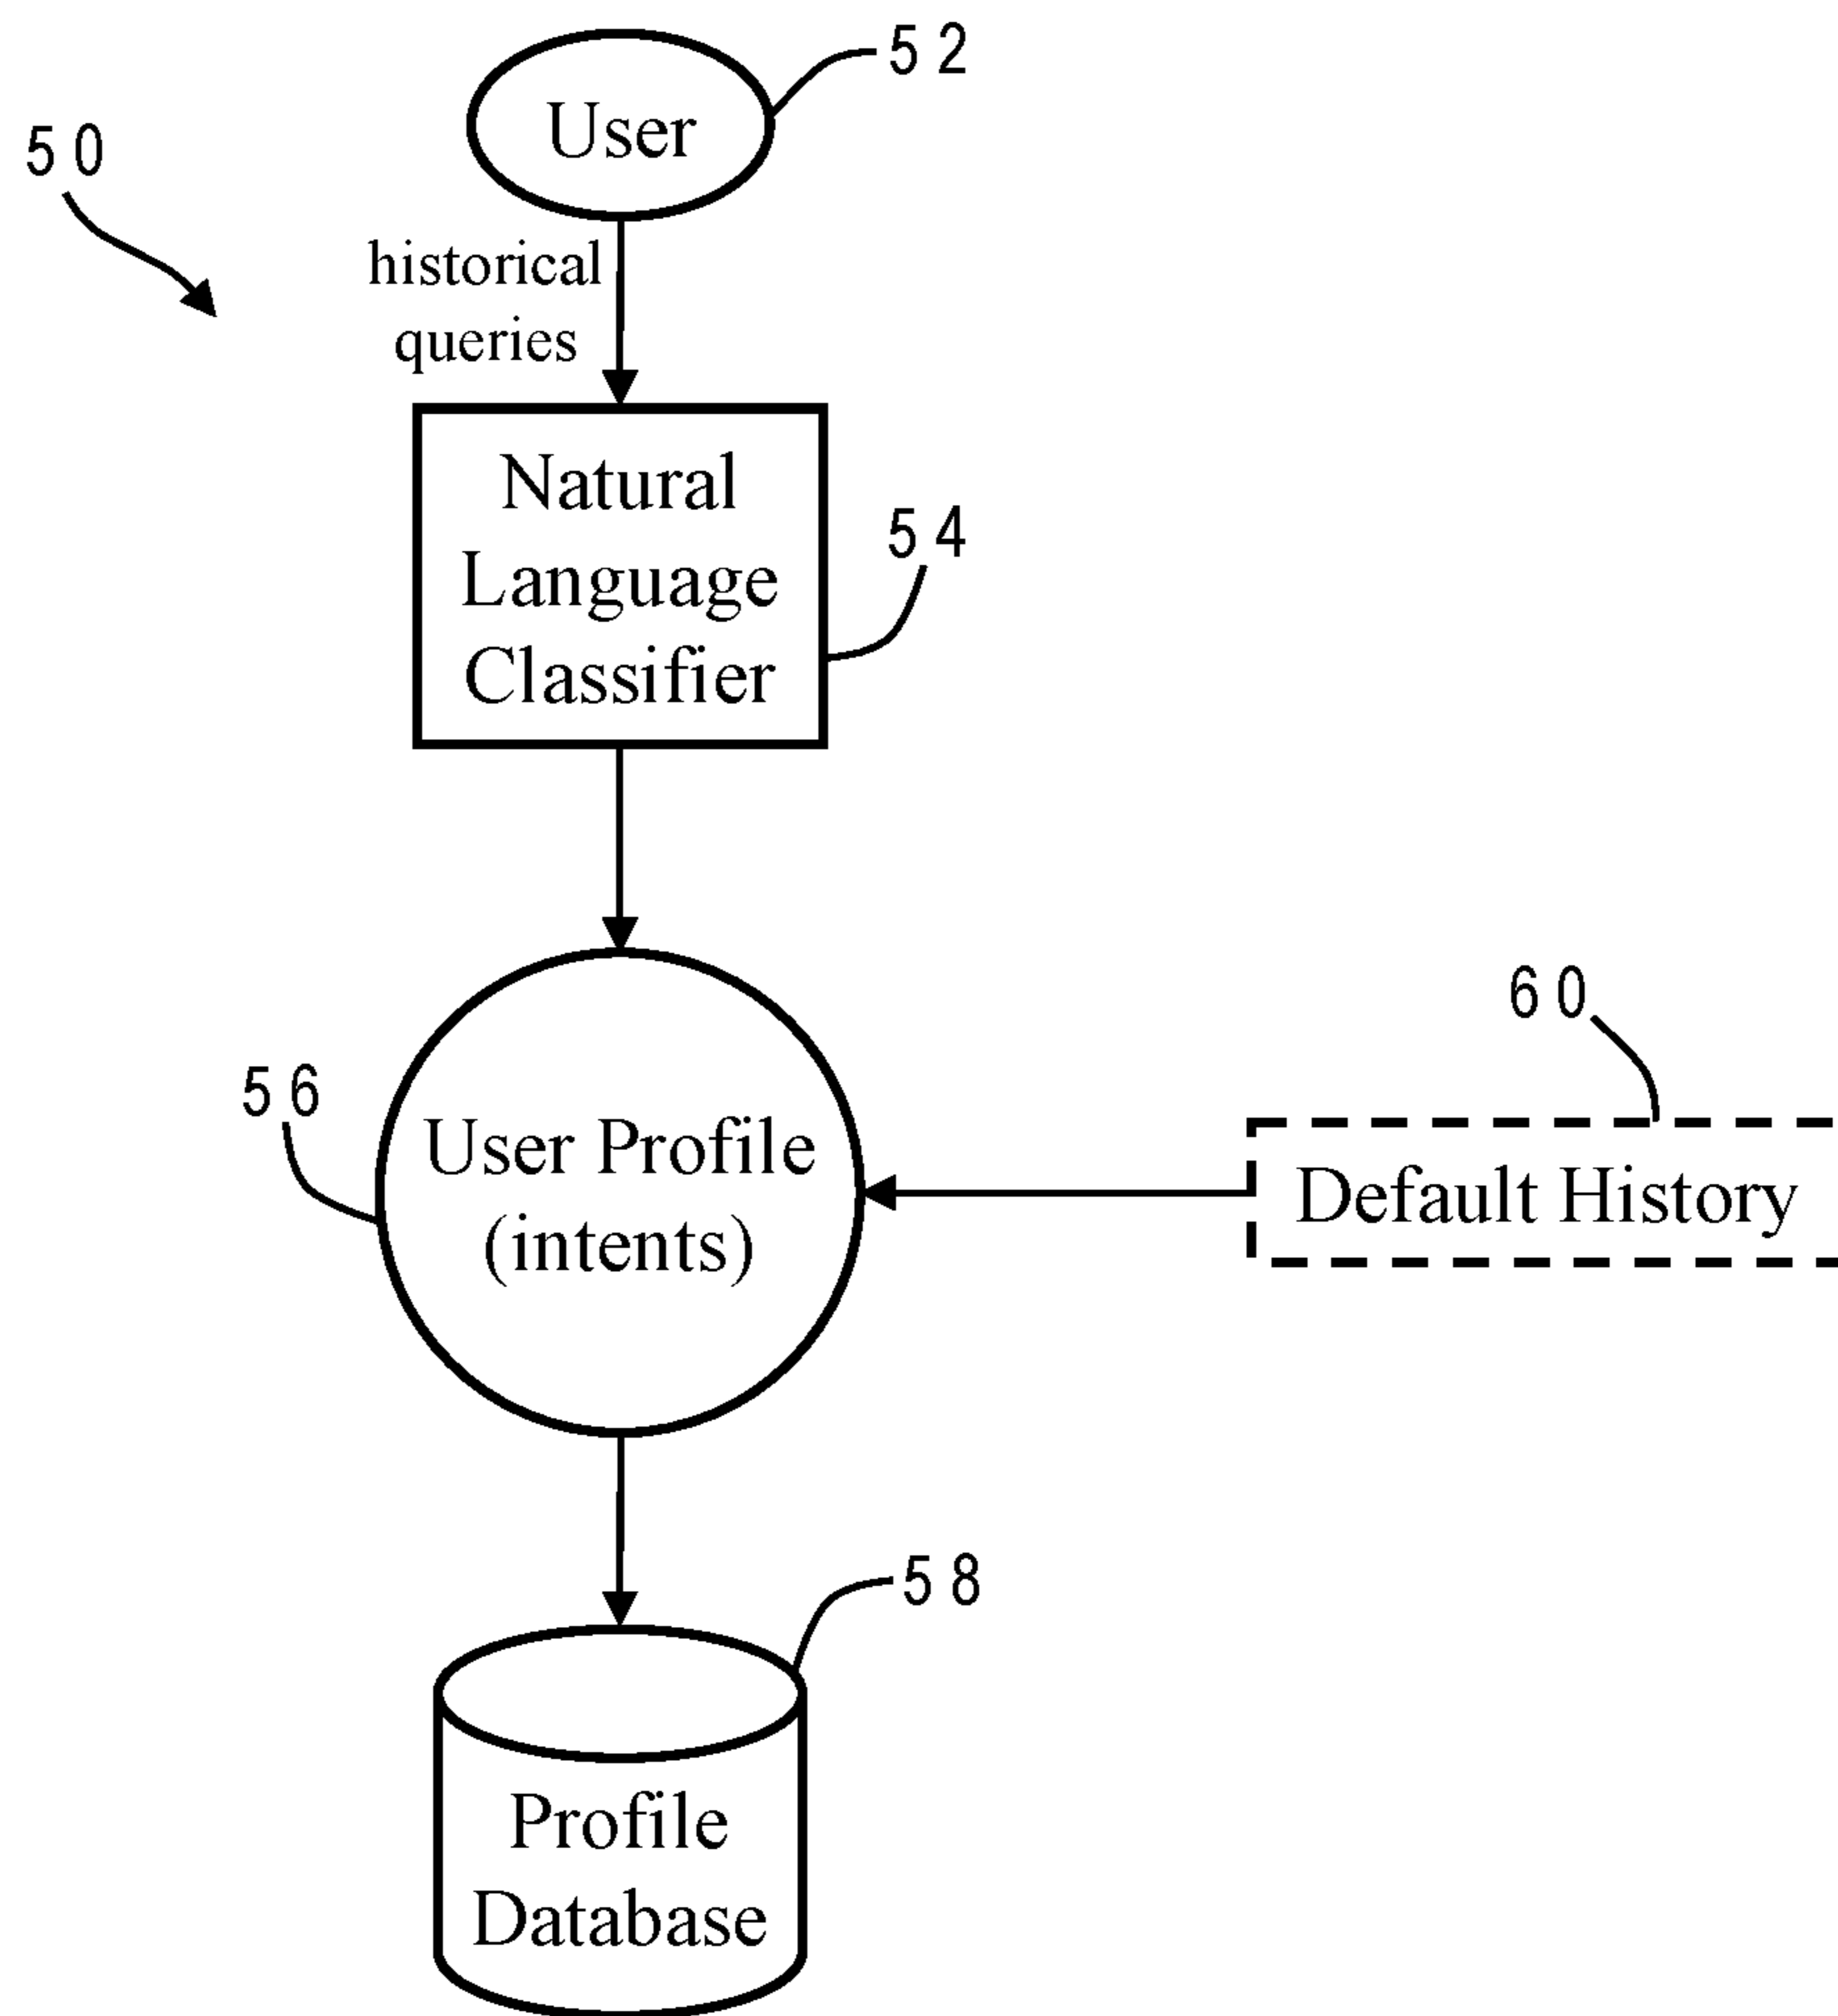 52
User
50
historical
queries
Natural
Language
Classifier
54
60
56
User Profile
(intents)
Default History
58
Profile
Database